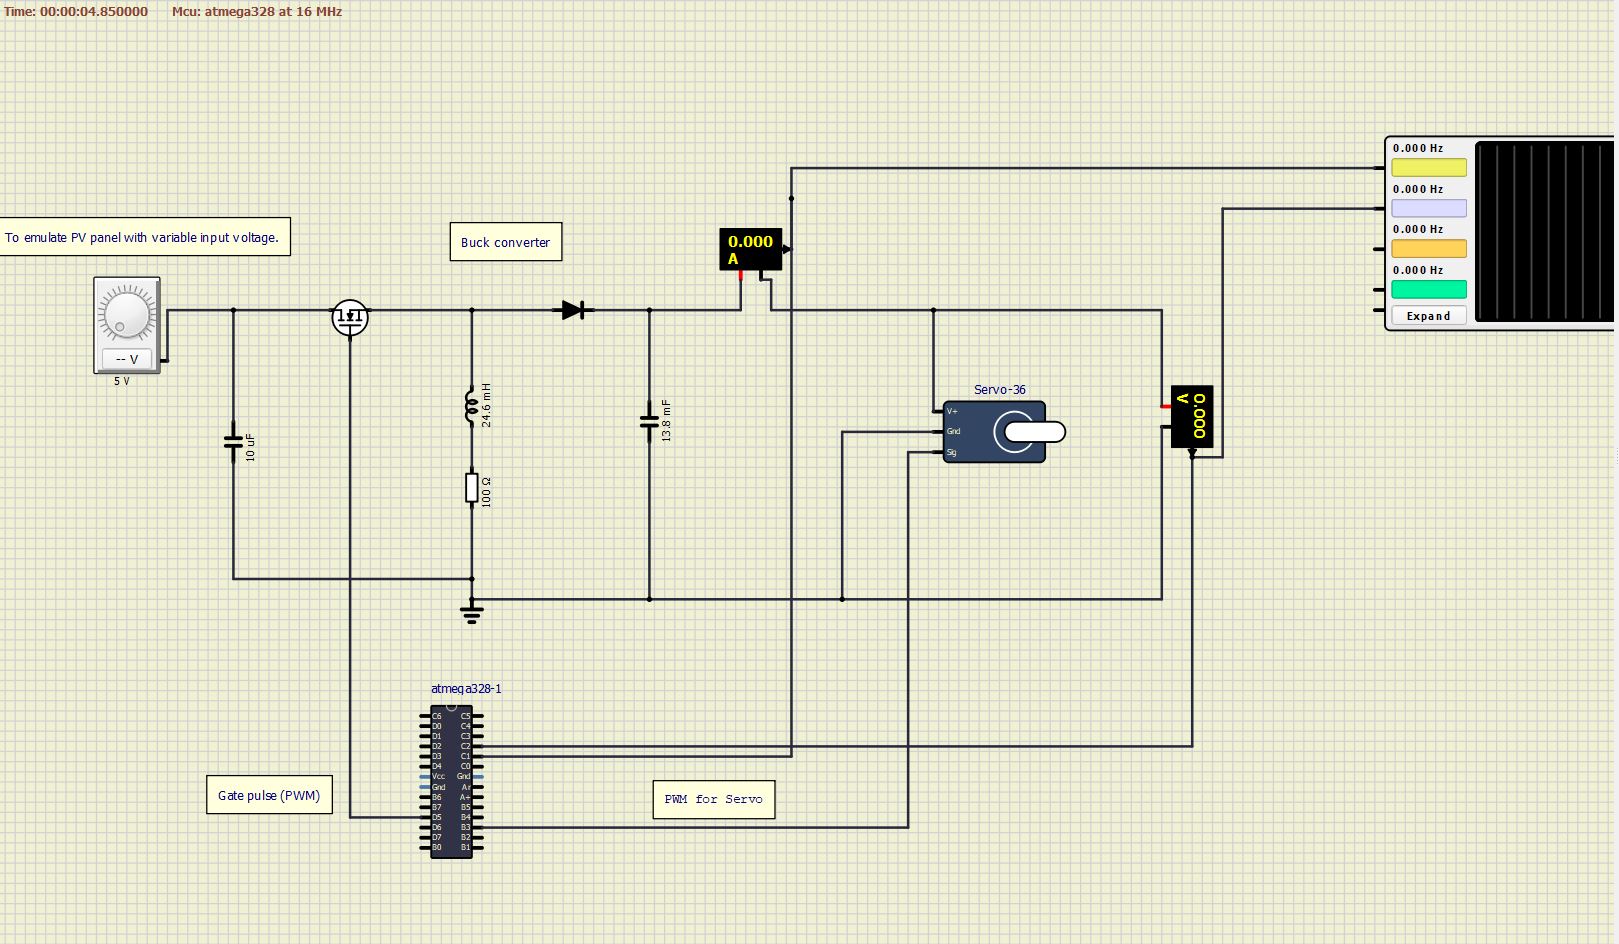 Time: 00:00:04.850000 Mcu: atmega328 at 16 MHz
0.000 Hz
0.000 Hz
0.000 Hz
0.000 Hz
Expand
To emulate PV panel with variable input voltage.
Buck converter
0.000
A
-- V
5 V
10 uF
24.6 mH
100 Ω
13.8 mF
Servo-36
V+
Gnd
Sig
0.000
V
atmega328-1
C6 C5
D0 C4
D1 C3
D2 C2
D3 C1
D4 C0
Vcc Gnd
Gnd Ar
B6 A+
B7 B5
D5 B4
D6 B3
D7 B2
B0 B1
Gate pulse (PWM)
PWM for Servo